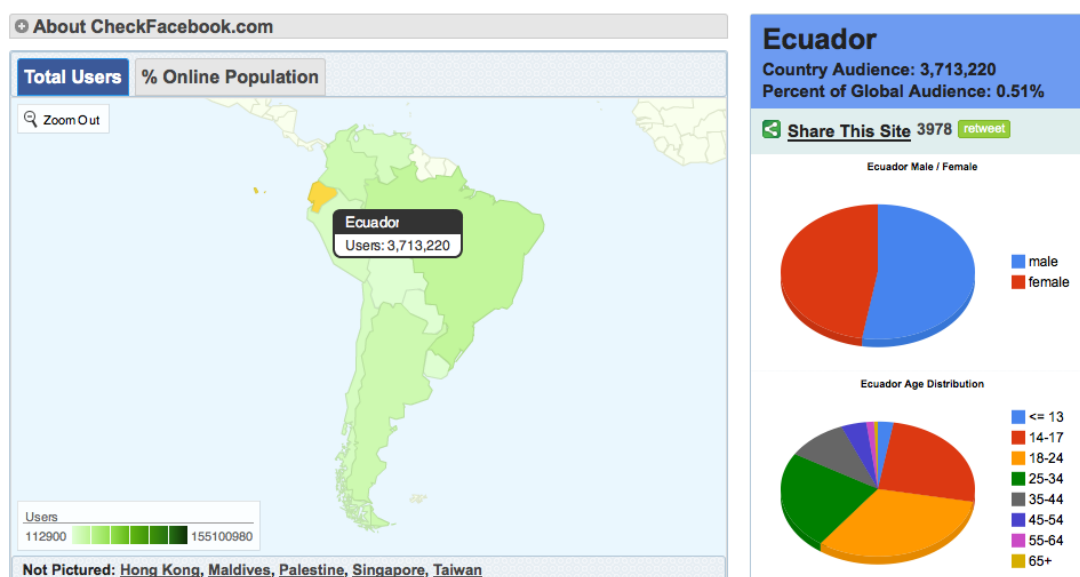 About CheckFacebook.com
Total Users
% Online Population
Zoom Out
Ecuador
Users: 3,713,220
Users
112900
155100980
Not Pictured: Hong Kong, Maldives, Palestine, Singapore, Taiwan
Ecuador
Country Audience: 3,713,220
Percent of Global Audience: 0.51%
Share This Site 3978 retweet
Ecuador Male / Female
male
female
Ecuador Age Distribution
<= 13
14-17
18-24
25-34
35-44
45-54
55-64
65+